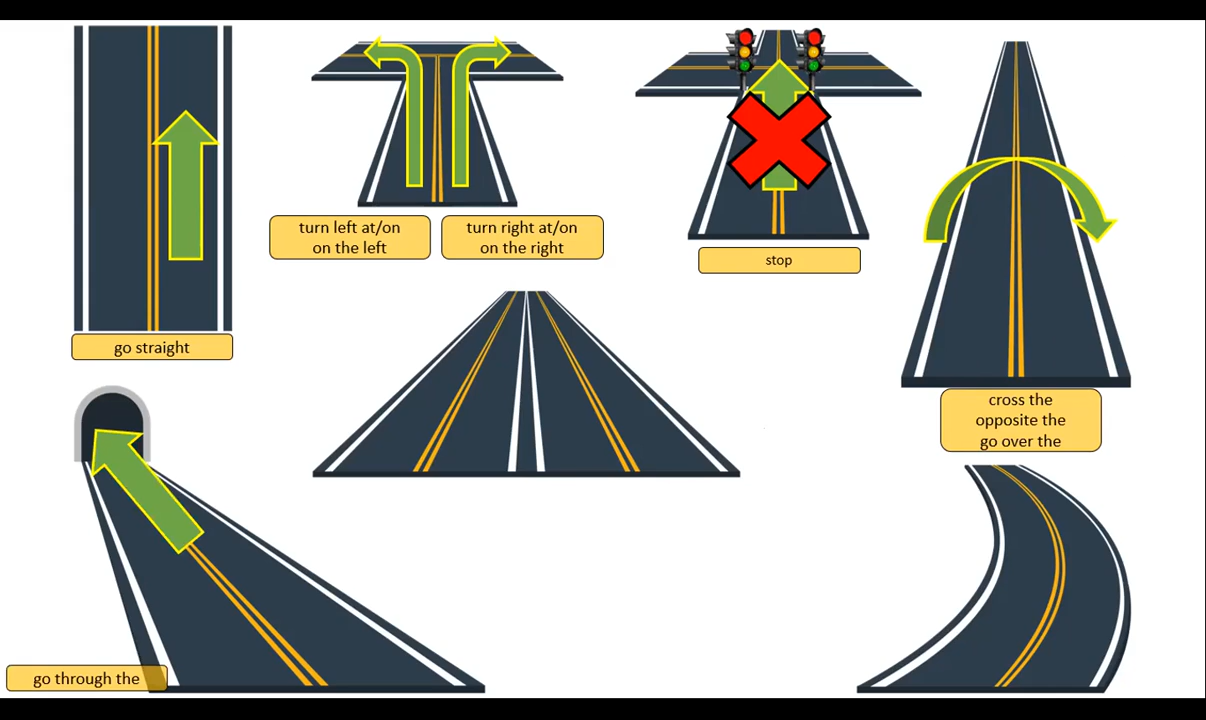 turn left at/on
on the left
turn right at/on
on the right
stop
go straight
cross the
opposite the
go over the
go through the